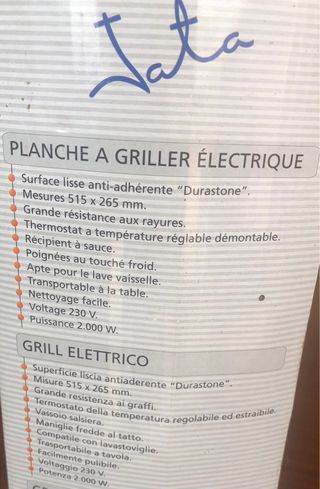 Jata
PLANCHE A GRILLER ÉLECTRIQUE
Surface lisse anti-adhérente “Durastone”.
Mesures 515 x 265 mm.
Grande résistance aux rayures.
Thermostat a température réglable démontable.
Récipient à sauce.
Poignées au touché froid.
Apte pour le lave vaisselle.
Transportable à la table.
Nettoyage facile.
Voltage 230 V.
Puissance 2.000 W.
GRILL ELETTRICO
Superficie liscia antiaderente “Durastone”.
Misure 515 x 265 mm.
Grande resistenza ai graffi.
Termostato della temperatura regolabile ed estraibile.
Vassoio salsiera.
Maniglie fredde al tatto.
Compatibile con lavastoviglie.
Trasportabile a tavola.
Facilmente pulibile.
Voltaggio 230 V.
Potenza 2.000 W.